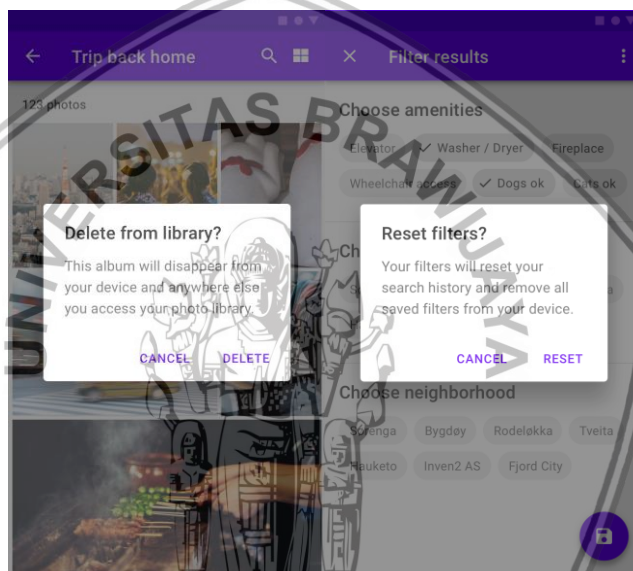 Trip back home
123 photos
Delete from library?
This album will disappear from
your device and anywhere else
you access your photo library.
CANCEL DELETE
Filter results
Choose amenities
Elevator Washer / Dryer Fireplace
Wheelchair access Dogs ok Cats ok
Ch
Reset filters?
Your filters will reset your
search history and remove all
saved filters from your device.
CANCEL RESET
Choose neighborhood
Sørenga Bygdøy Rodeløkka Tveita
Hauketo Inven2 AS Fjord City
UNIVERSITAS BRAWIJAYA